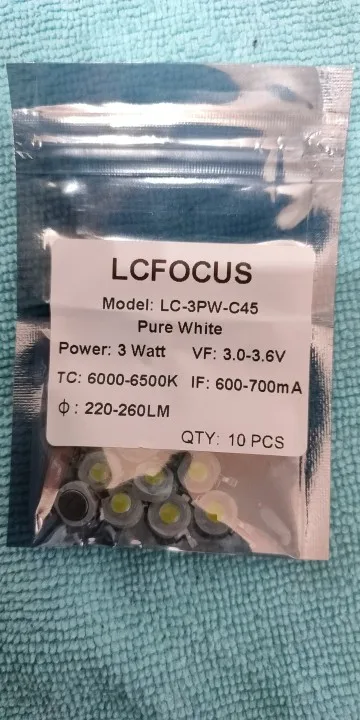 LCFOCUS
Model: LC-3PW-C45
Pure White
Power: 3 Watt VF: 3.0-3.6V
TC: 6000-6500K IF: 600-700mA
ϕ: 220-260LM
QTY: 10 PCS